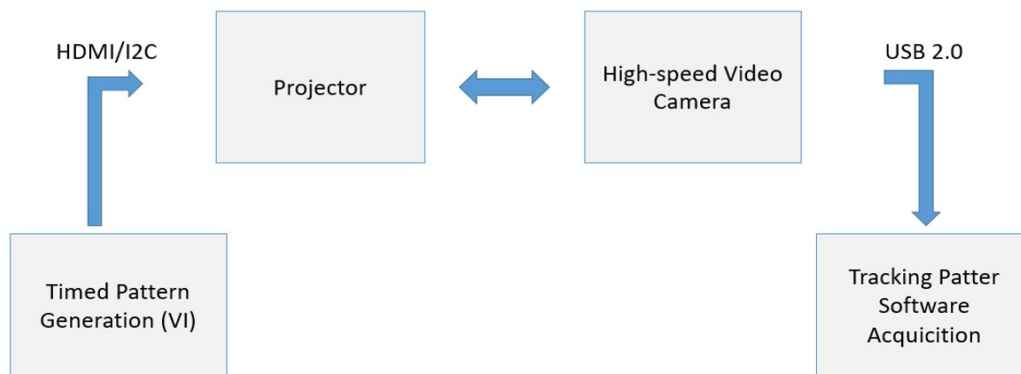 HDMI/I2C
Projector
High-speed Video
Camera
USB 2.0
Timed Pattern
Generation (VI)
Tracking Patter
Software
Acquicition